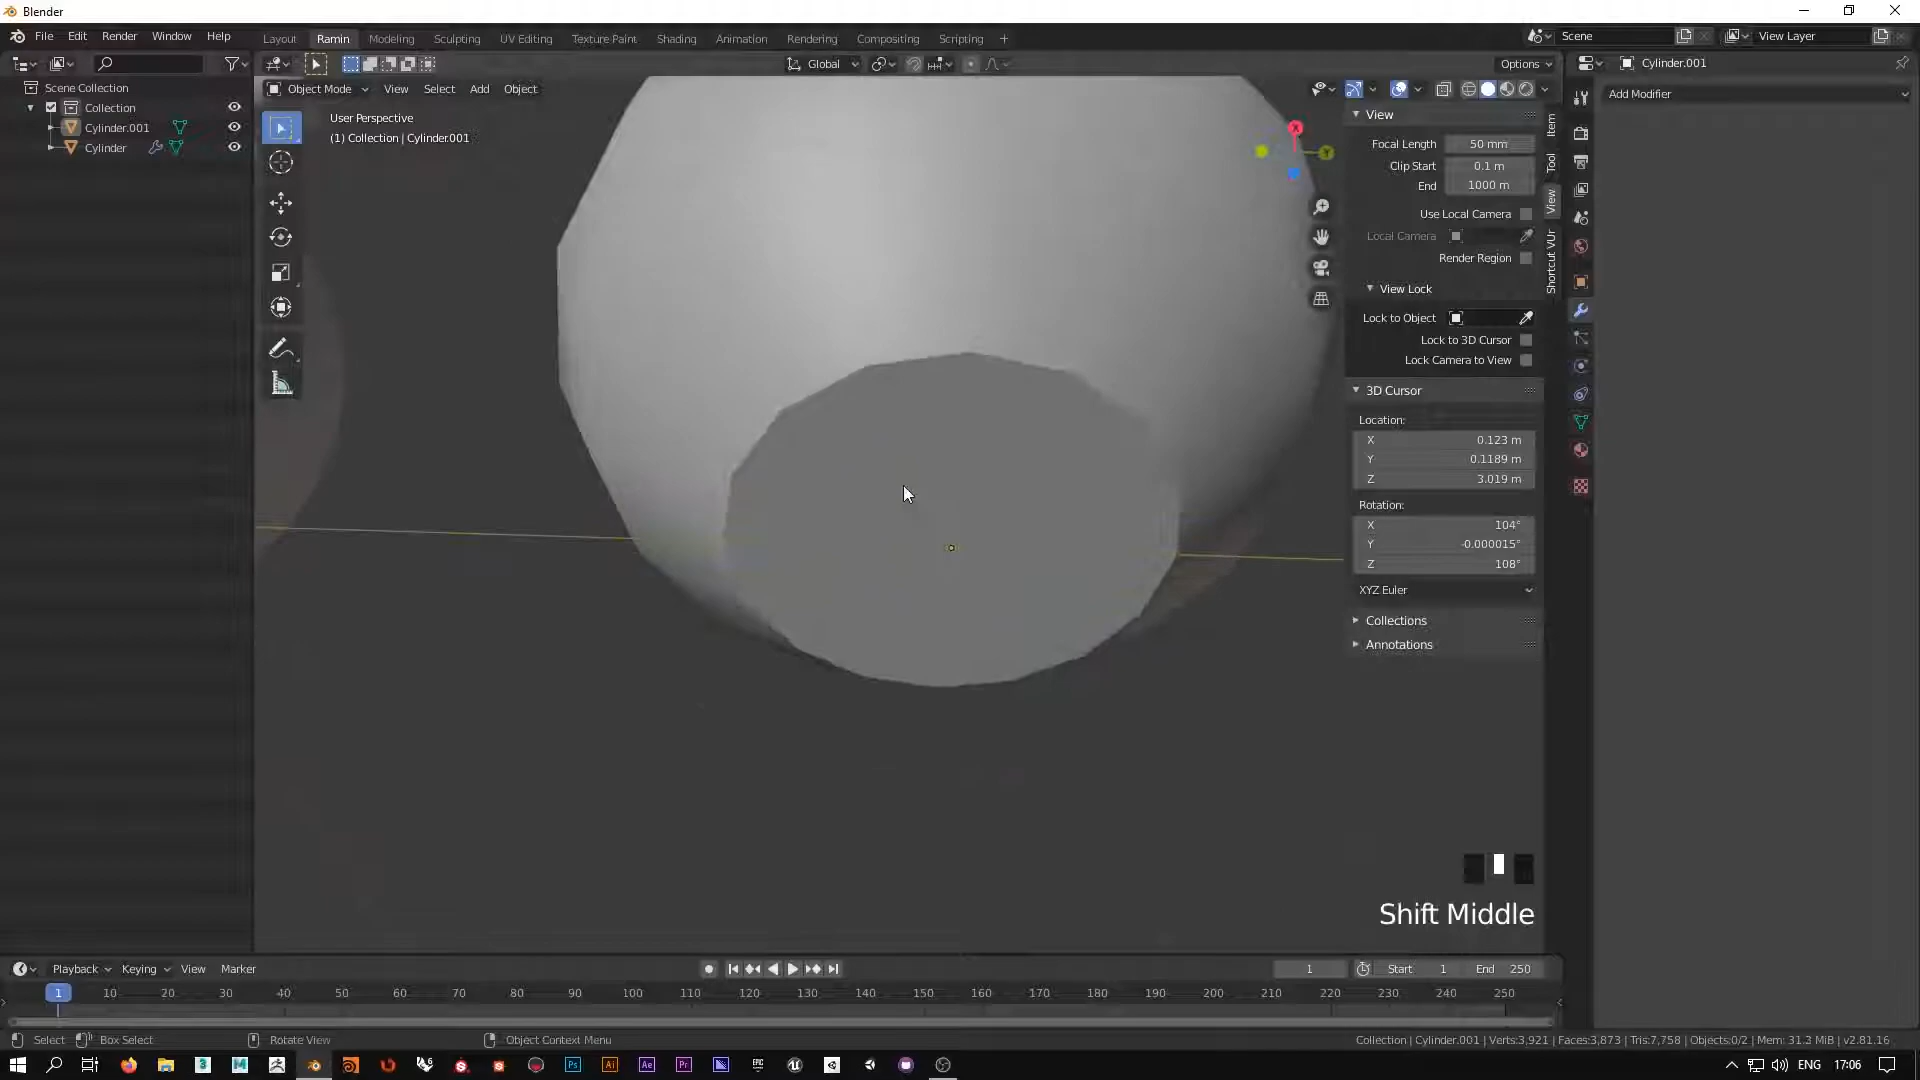 Blender
File Edit Render Window Help
Layout Ramin Modeling Sculpting UV Editing Texture Paint Shading Animation Rendering Compositing Scripting +
Scene
View Layer
Global
Options
Cylinder.001
Scene Collection
Collection
Cylinder.001
Cylinder
Object Mode View Select Add Object
User Perspective
(1) Collection | Cylinder.001
X
Y
View
Focal Length 50 mm
Clip Start 0.1 m
End 1000 m
Use Local Camera
Local Camera
Render Region
View Lock
Lock to Object
Lock to 3D Cursor
Lock Camera to View
3D Cursor
Location:
X 0.123 m
Y 0.1189 m
Z 3.019 m
Rotation:
X 104°
Y -0.000015°
Z 108°
XYZ Euler
Collections
Annotations
Item
Tool
View
Shortcut VUr
Add Modifier
Shift Middle
Playback Keying View Marker
1
Start 1 End 250
1 10 20 30 40 50 60 70 80 90 100 110 120 130 140 150 160 170 180 190 200 210 220 230 240 250
Select Box Select Rotate View Object Context Menu
Collection | Cylinder.001 | Verts:3,921 | Faces:3,873 | Tris:7,758 | Objects:0/2 | Mem: 31.3 MiB | v2.81.16
Ps Ai Ae Pr
ENG 17:06